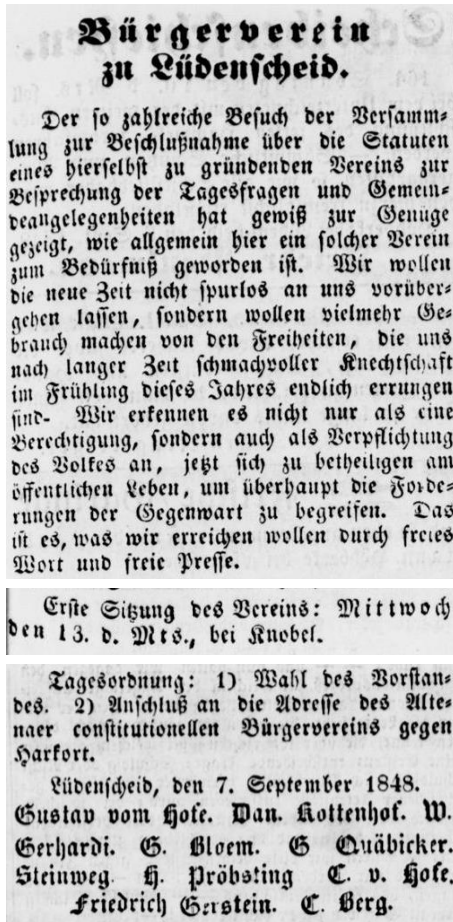 Bürgerverein
zu Lüdenscheid.
Der so zahlreiche Besuch der Versamm-
lung zur Beschlußnahme über die Statuten
eines hierselbst zu gründenden Vereins zur
Besprechung der Tagesfragen und Gemein-
deangelegenheiten hat gewiß zur Genüge
gezeigt, wie allgemein hier ein solcher Verein
zum Bedürfniß geworden ist. Wir wollen
die neue Zeit nicht spurlos an uns vorüber-
gehen lassen, sondern wollen vielmehr Ge-
brauch machen von den Freiheiten, die uns
nach langer Zeit schmachvoller Knechtschaft
im Frühling dieses Jahres endlich errungen
sind- Wir erkennen es nicht nur als eine
Berechtigung, sondern auch als Verpflichtung
des Volkes an, jetzt sich zu betheiligen am
öffentlichen Leben, um überhaupt die Forde-
rungen der Gegenwart zu begreifen. Das
ist es, was wir erreichen wollen durch freies
Wort und freie Presse.
Erste Sitzung des Vereins: Mittwoch
den 13. d. Mts., bei Knobel.
Tagesordnung: 1) Wahl des Vorstan-
des. 2) Anschluß an die Adresse des Alte-
naer constitutionellen Bürgervereins gegen
Harkort.
Lüdenscheid, den 7. September 1848.
Gustav vom Hofe. Dan. Kottenhof. W.
Gerhardi. G. Bloem. G Quäbicker.
Steinweg. H. Pröbsting C. v. Hofe.
Friedrich Gerstein. C. Berg.